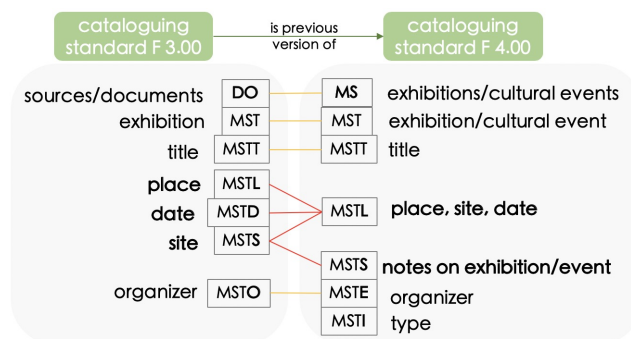 cataloguing
standard F 3.00
is previous
version of
cataloguing
standard F 4.00
sources/documents DO MS exhibitions/cultural events
exhibition MST MST exhibition/cultural event
title MSTT MSTT title
place MSTL
date MSTD MSTL place, site, date
site MSTS
MSTS notes on exhibition/event
organizer MSTO MSTE organizer
MSTI type